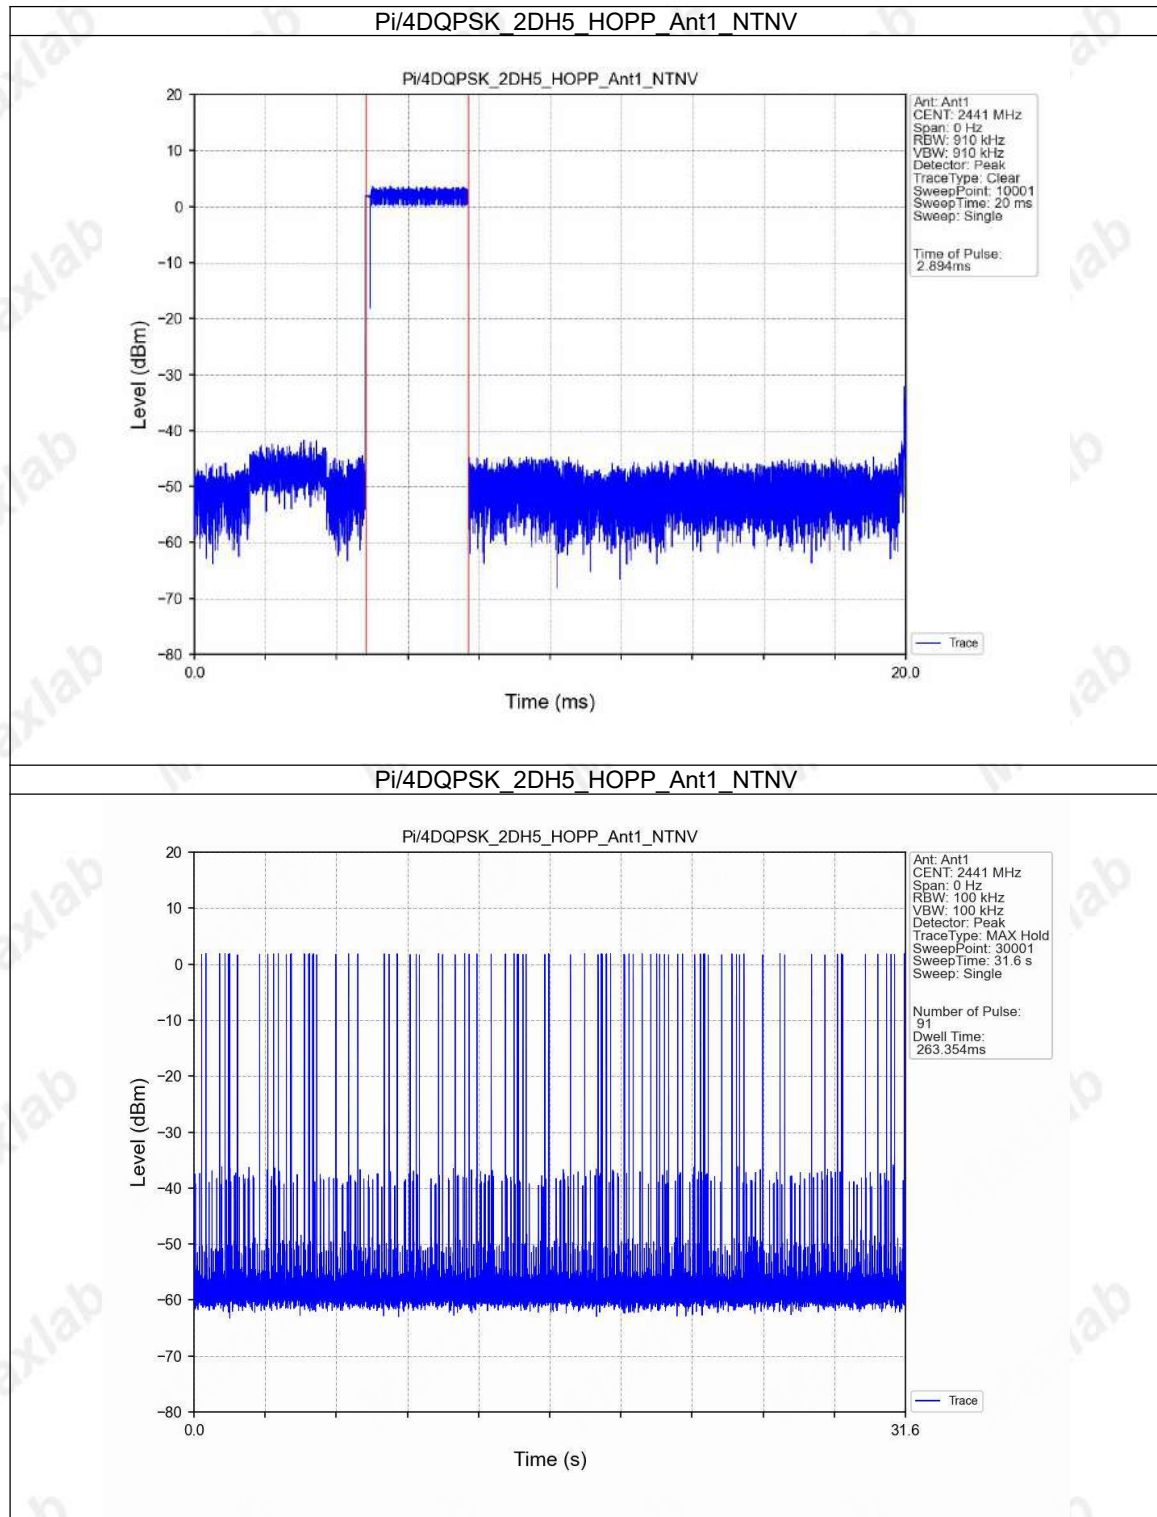 Pi/4DQPSK_2DH5_HOPP_Ant1_NTNV
Pi/4DQPSK_2DH5_HOPP_Ant1_NTNV
20
10
0
−10
−20
−30
−40
−50
−60
−70
−80
Level (dBm)
0.0
20.0
Time (ms)
Ant: Ant1
CENT: 2441 MHz
Span: 0 Hz
RBW: 910 kHz
VBW: 910 kHz
Detector: Peak
TraceType: Clear
SweepPoint: 10001
SweepTime: 20 ms
Sweep: Single
Time of Pulse:
2.894ms
Trace
Pi/4DQPSK_2DH5_HOPP_Ant1_NTNV
Pi/4DQPSK_2DH5_HOPP_Ant1_NTNV
20
10
0
−10
−20
−30
−40
−50
−60
−70
−80
Level (dBm)
0.0
31.6
Time (s)
Ant: Ant1
CENT: 2441 MHz
Span: 0 Hz
RBW: 100 kHz
VBW: 100 kHz
Detector: Peak
TraceType: MAX Hold
SweepPoint: 30001
SweepTime: 31.6 s
Sweep: Single
Number of Pulse:
91
Dwell Time:
263.354ms
Trace